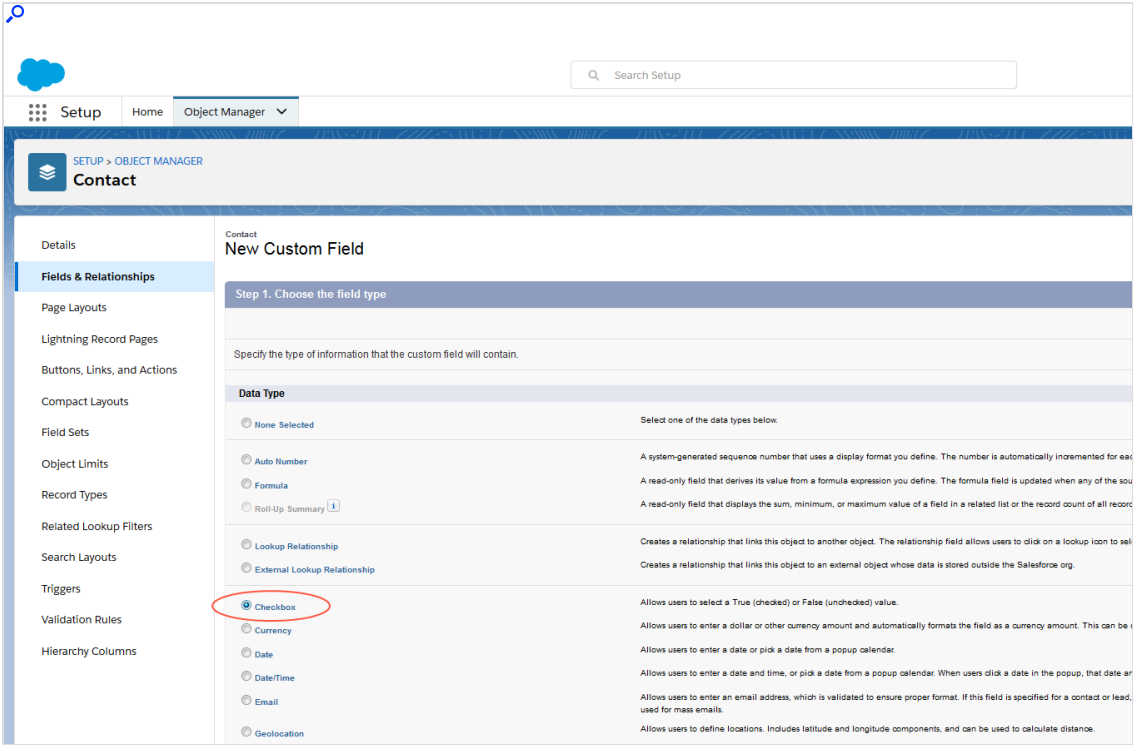 Search Setup
Setup
Home
Object Manager
SETUP > OBJECT MANAGER
Contact
Details
Fields & Relationships
Page Layouts
Lightning Record Pages
Buttons, Links, and Actions
Compact Layouts
Field Sets
Object Limits
Record Types
Related Lookup Filters
Search Layouts
Triggers
Validation Rules
Hierarchy Columns
Contact
New Custom Field
Step 1. Choose the field type
Specify the type of information that the custom field will contain.
Data Type
None Selected
Select one of the data types below.
Auto Number
A system-generated sequence number that uses a display format you define. The number is automatically incremented for eac
Formula
A read-only field that derives its value from a formula expression you define. The formula field is updated when any of the sou
Roll-Up Summary i
A read-only field that displays the sum, minimum, or maximum value of a field in a related list or the record count of all record
Lookup Relationship
Creates a relationship that links this object to another object. The relationship field allows users to click on a lookup icon to sel
External Lookup Relationship
Creates a relationship that links this object to an external object whose data is stored outside the Salesforce org.
Checkbox
Allows users to select a True (checked) or False (unchecked) value.
Currency
Allows users to enter a dollar or other currency amount and automatically formats the field as a currency amount. This can be
Date
Allows users to enter a date or pick a date from a popup calendar.
Date/Time
Allows users to enter a date and time, or pick a date from a popup calendar. When users click a date in the popup, that date ar
Email
Allows users to enter an email address, which is validated to ensure proper format. If this field is specified for a contact or lead,
used for mass emails.
Geolocation
Allows users to define locations. Includes latitude and longitude components, and can be used to calculate distance.